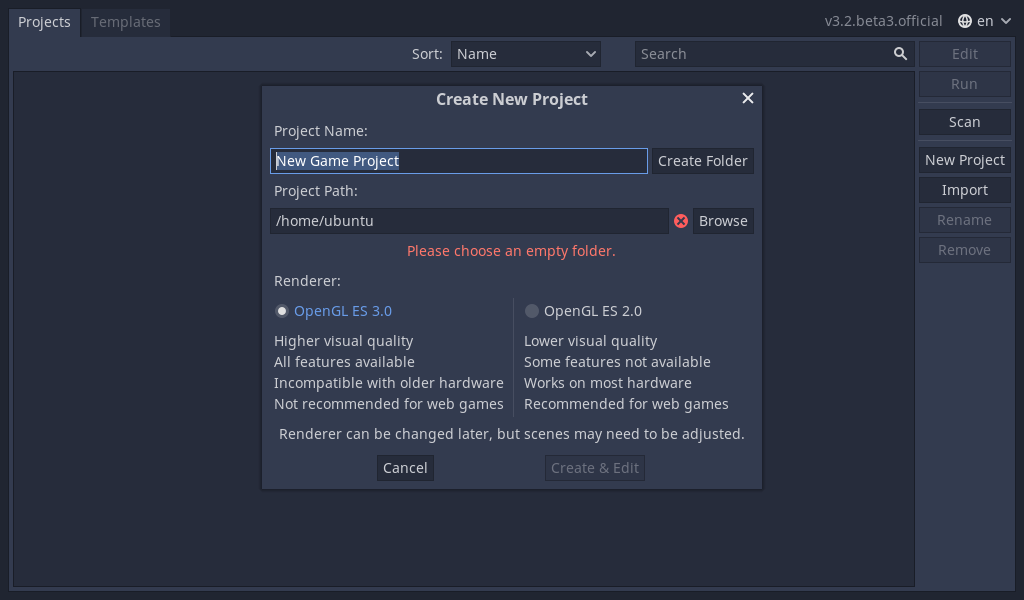 Projects Templates v3.2.beta3.official en
Sort: Name Search Edit
Run
Create New Project
Project Name:
Scan
New Game Project Create Folder
New Project
Project Path:
Import
/home/ubuntu Browse
Rename
Please choose an empty folder.
Remove
Renderer:
OpenGL ES 3.0 OpenGL ES 2.0
Higher visual quality Lower visual quality
All features available Some features not available
Incompatible with older hardware Works on most hardware
Not recommended for web games Recommended for web games
Renderer can be changed later, but scenes may need to be adjusted.
Cancel Create & Edit